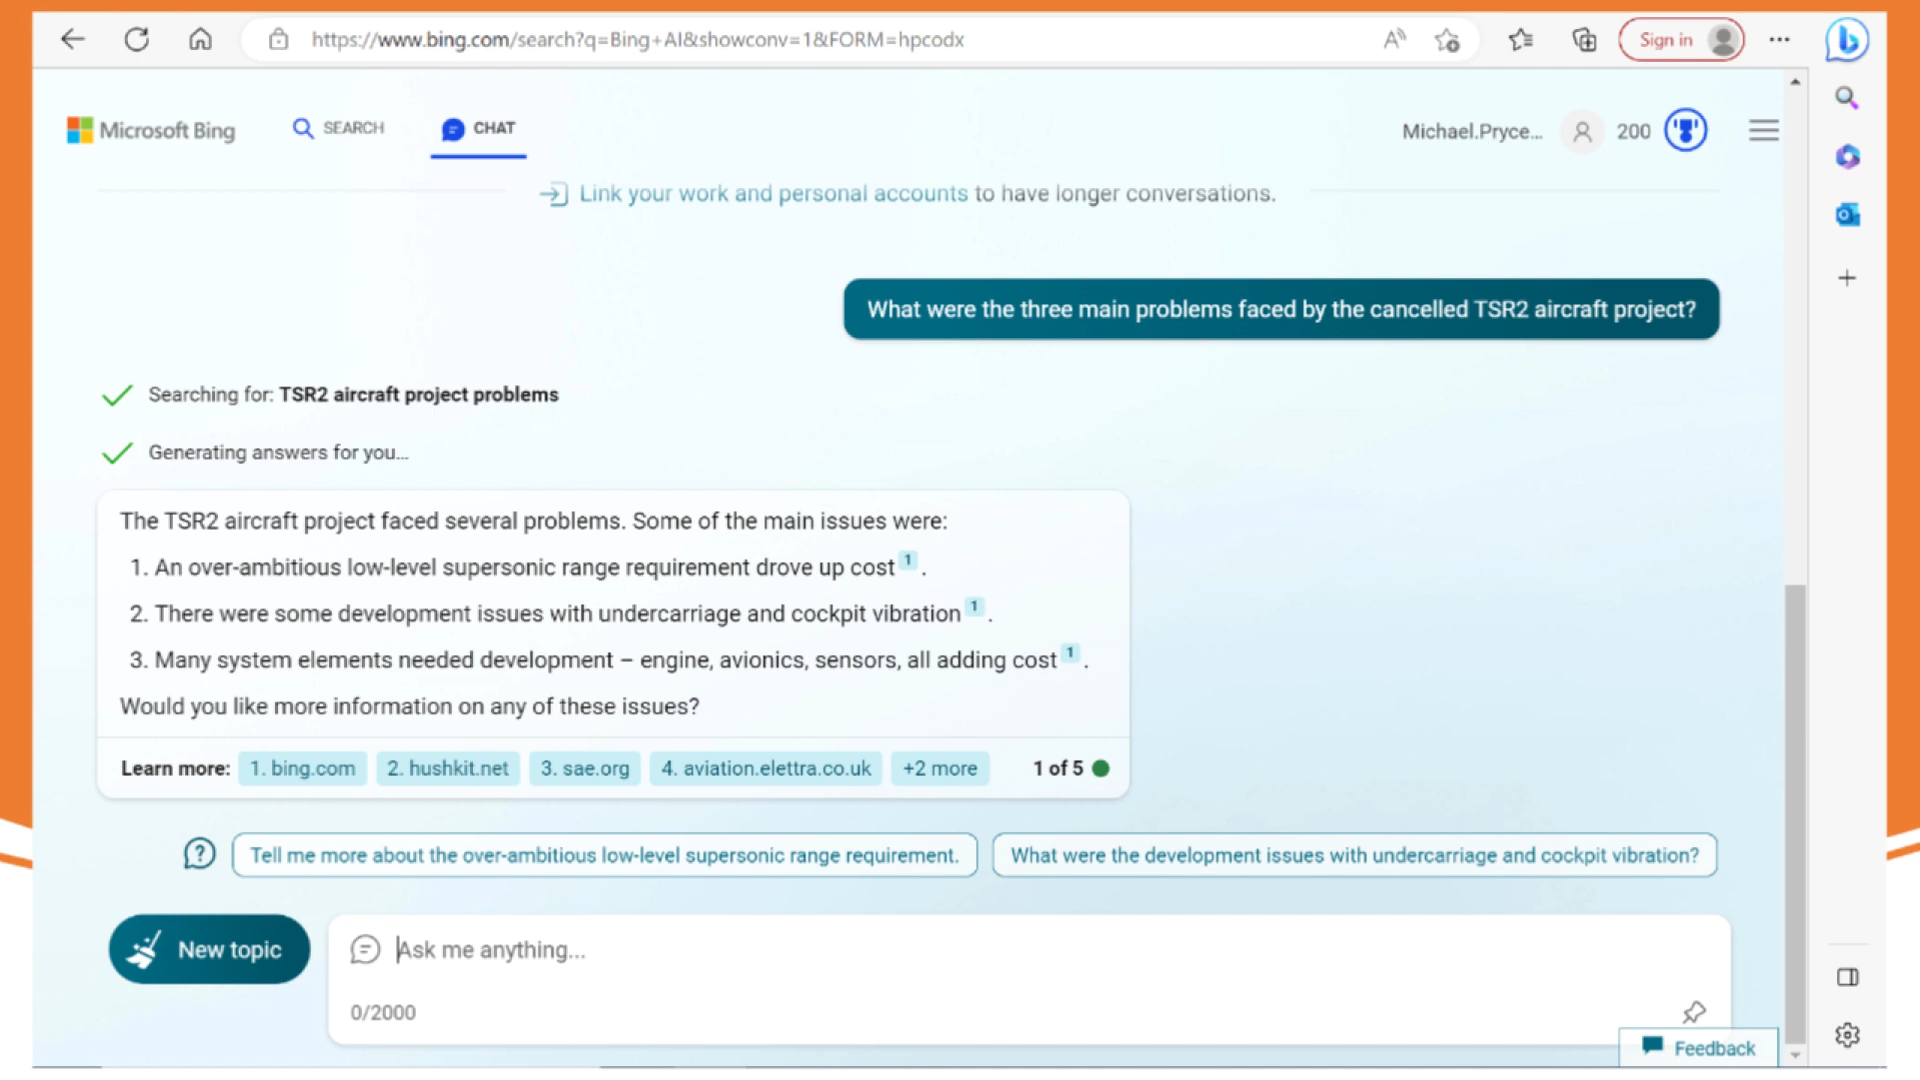 https://www.bing.com/search?q=Bing+AI&showconv=1&FORM=hpcodx
A
Sign in
Microsoft Bing
SEARCH
CHAT
Michael.Pryce...
200
Link your work and personal accounts to have longer conversations.
What were the three main problems faced by the cancelled TSR2 aircraft project?
Searching for: TSR2 aircraft project problems
Generating answers for you...
The TSR2 aircraft project faced several problems. Some of the main issues were:
1. An over-ambitious low-level supersonic range requirement drove up cost 1 .
2. There were some development issues with undercarriage and cockpit vibration 1 .
3. Many system elements needed development – engine, avionics, sensors, all adding cost 1 .
Would you like more information on any of these issues?
Learn more: 1. bing.com 2. hushkit.net 3. sae.org 4. aviation.elettra.co.uk +2 more 1 of 5
Tell me more about the over-ambitious low-level supersonic range requirement. What were the development issues with undercarriage and cockpit vibration?
New topic
Ask me anything...
0/2000
Feedback